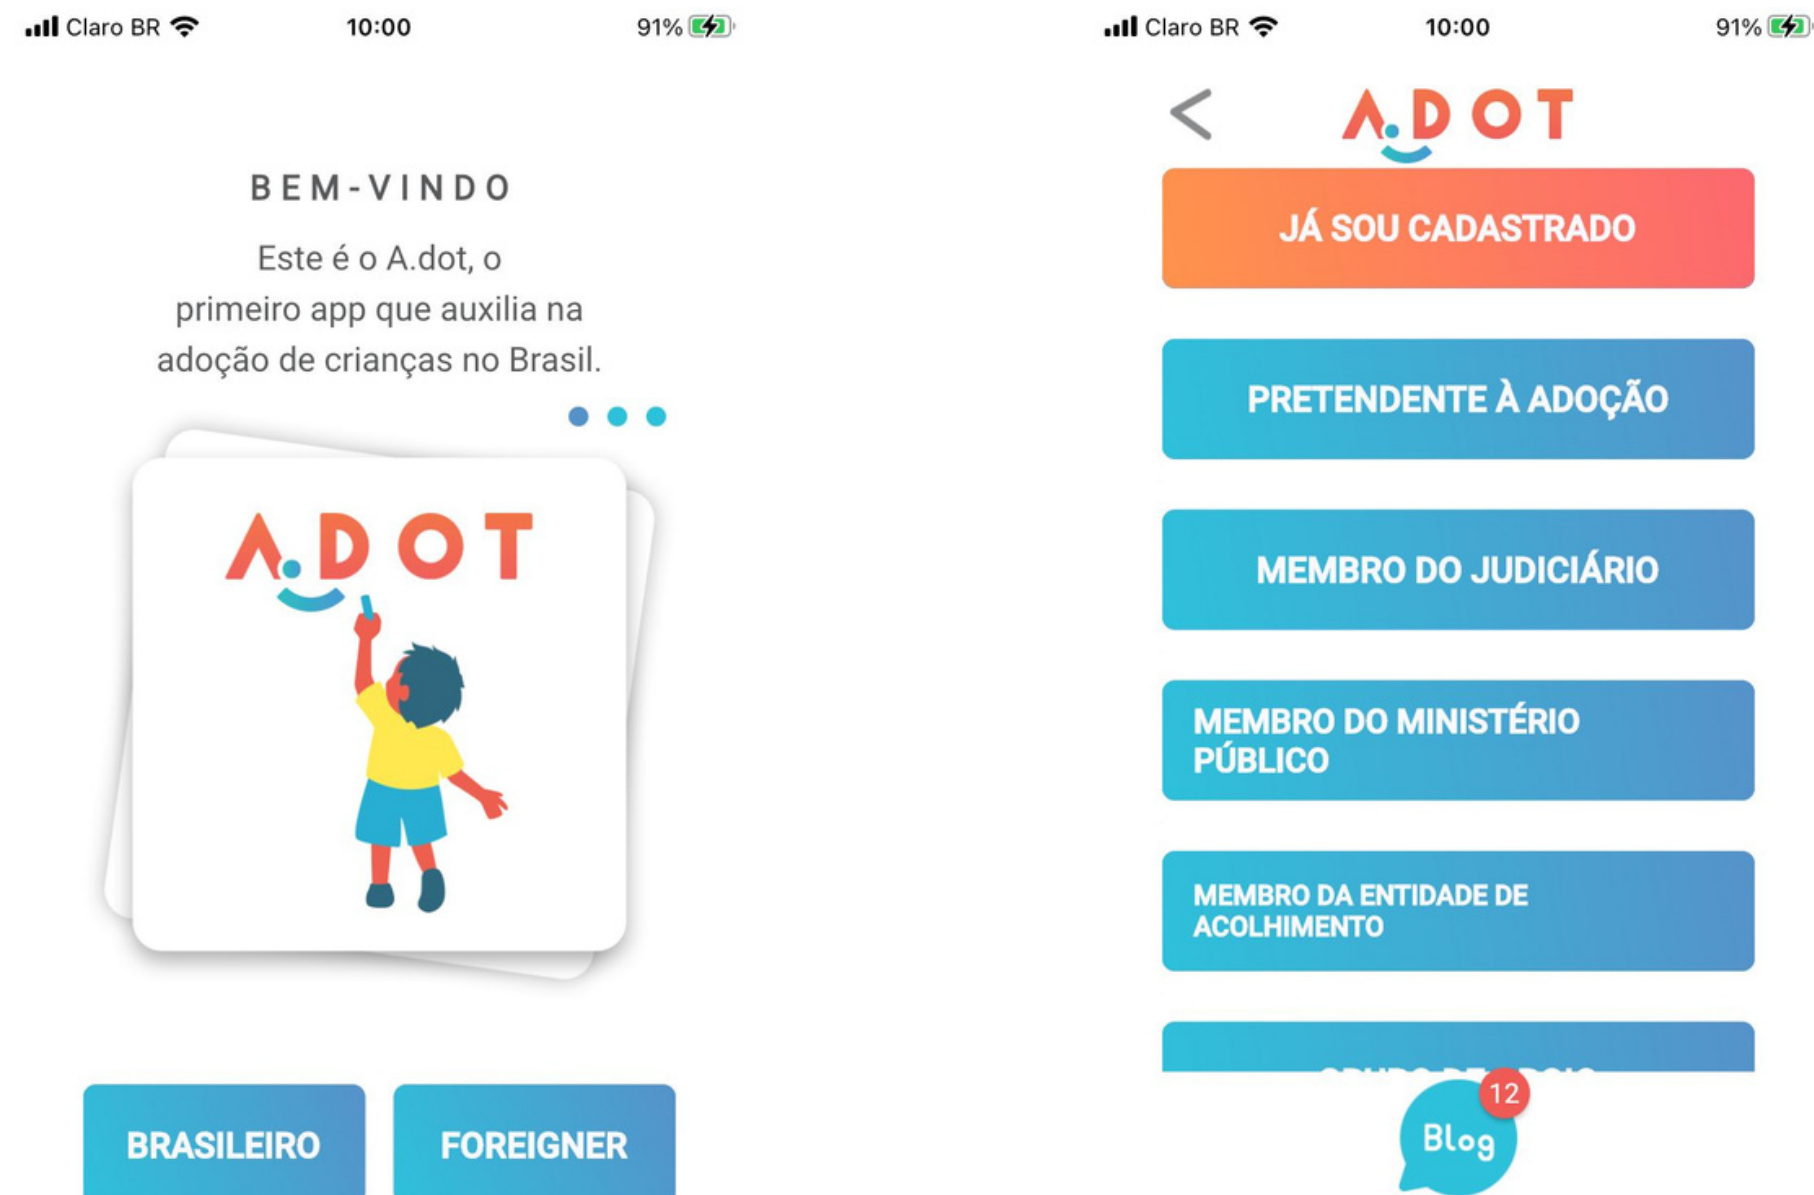 Claro BR 10:00 91%
BEM-VINDO
Este é o A.dot, o
primeiro app que auxilia na
adoção de crianças no Brasil.
A.DOT
BRASILEIRO FOREIGNER
Claro BR 10:00 91%
A.DOT
JÁ SOU CADASTRADO
PRETENDENTE À ADOÇÃO
MEMBRO DO JUDICIÁRIO
MEMBRO DO MINISTÉRIO
PÚBLICO
MEMBRO DA ENTIDADE DE
ACOLHIMENTO
12
Blog